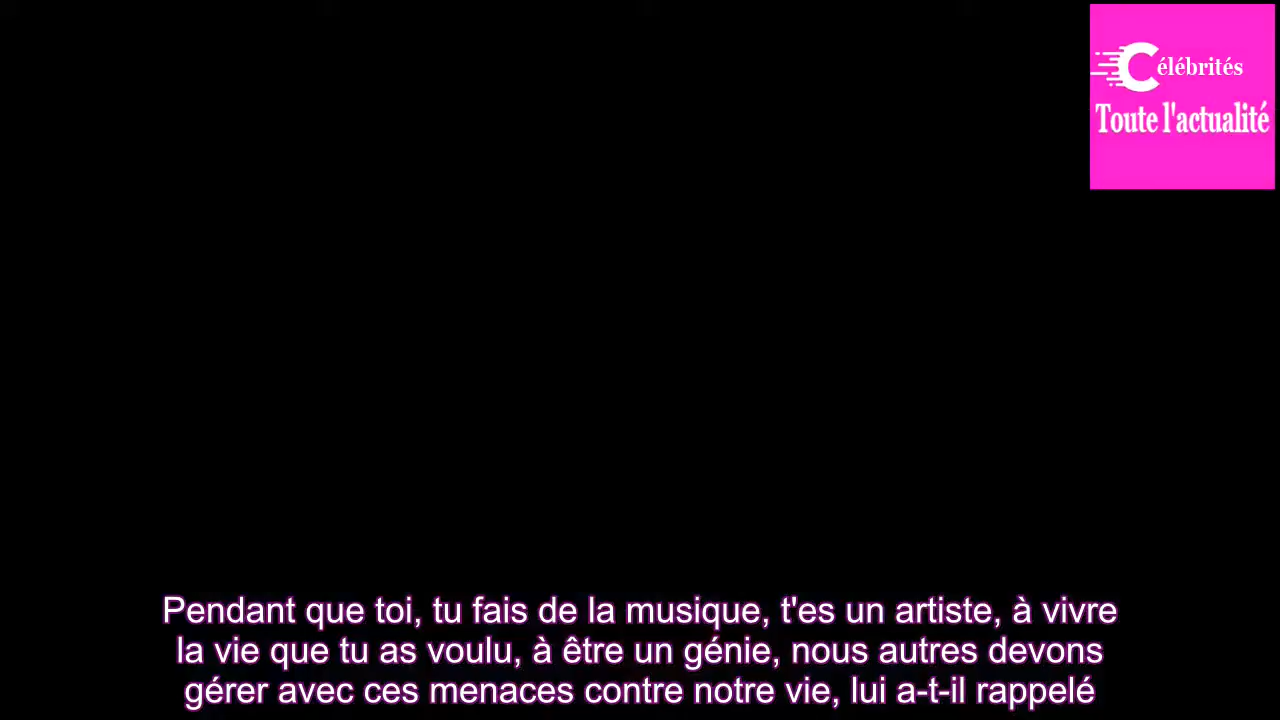 Célébrités
Toute l'actualité
Pendant que toi, tu fais de la musique, t'es un artiste, à vivre
la vie que tu as voulu, à être un génie, nous autres devons
gérer avec ces menaces contre notre vie, lui a-t-il rappelé